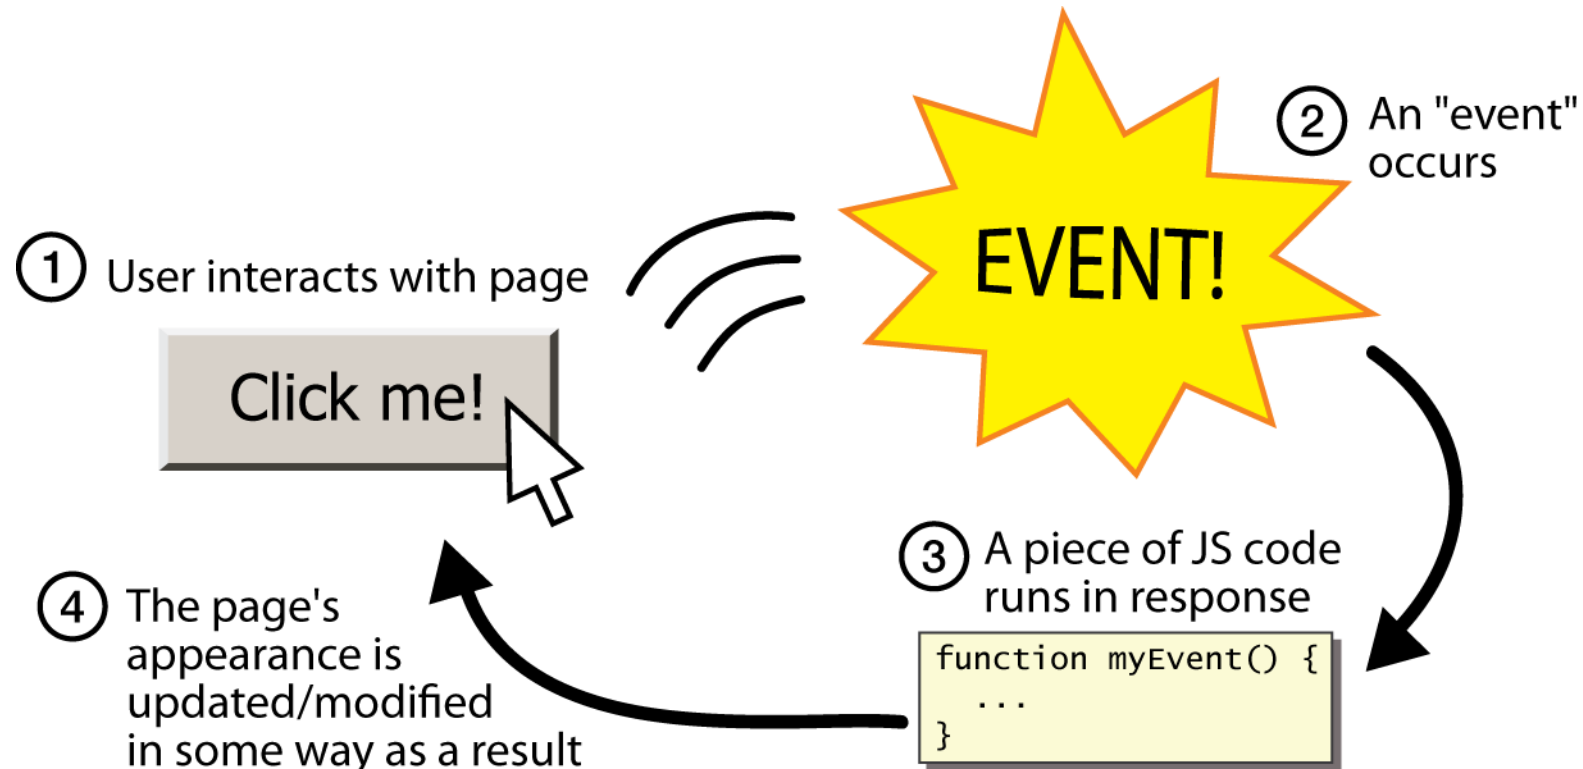 1 User interacts with page
Click me!
EVENT!
2 An "event"
occurs
3 A piece of JS code
runs in response
function myEvent() {
  ...
}
4 The page's
appearance is
updated/modified
in some way as a result